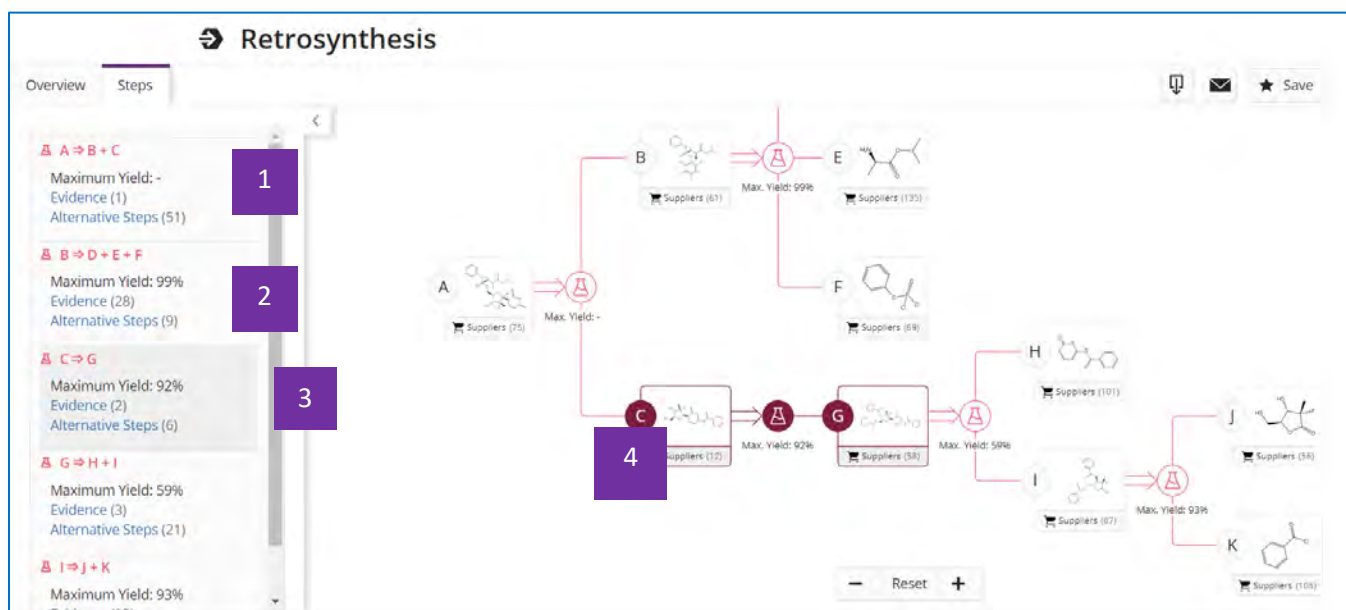 Retrosynthesis
Overview
Steps
Save
A ⇒ B + C
Maximum Yield: -
Evidence (1)
Alternative Steps (51)
1
B ⇒ D + E + F
Maximum Yield: 99%
Evidence (28)
Alternative Steps (9)
2
C ⇒ G
Maximum Yield: 92%
Evidence (2)
Alternative Steps (6)
3
G ⇒ H + I
Maximum Yield: 59%
Evidence (3)
Alternative Steps (21)
I ⇒ J + K
Maximum Yield: 93%
B
Suppliers (61)
Max. Yield: 99%
E
Suppliers (135)
A
Suppliers (75)
Max. Yield: -
F
Suppliers (69)
H
Suppliers (101)
C
4
Suppliers (12)
Max. Yield: 92%
G
Suppliers (58)
Max. Yield: 59%
J
Suppliers (56)
I
Suppliers (87)
Max. Yield: 93%
K
Suppliers (106)
− Reset +